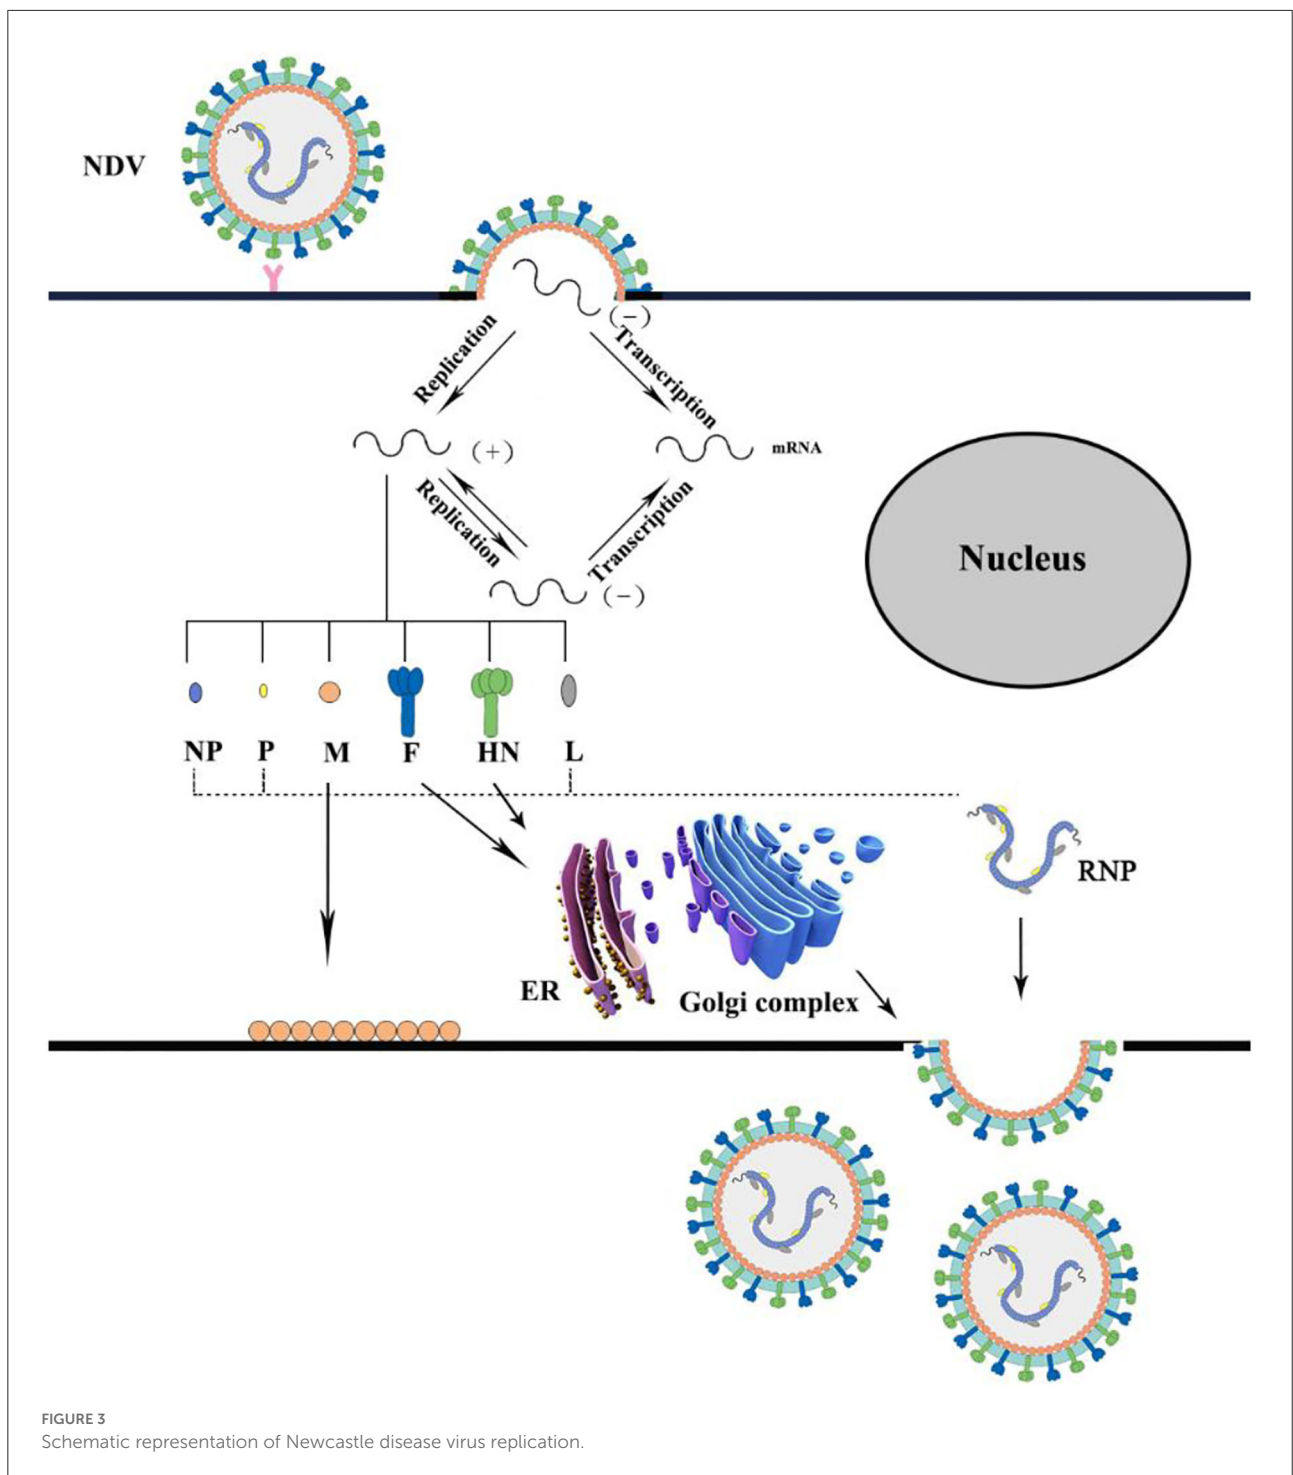 NDV
(−)
Replication
Transcription
(+)
mRNA
Replication
Transcription
(−)
Nucleus
NP P M F HN L
RNP
ER
Golgi complex
FIGURE 3
Schematic representation of Newcastle disease virus replication.